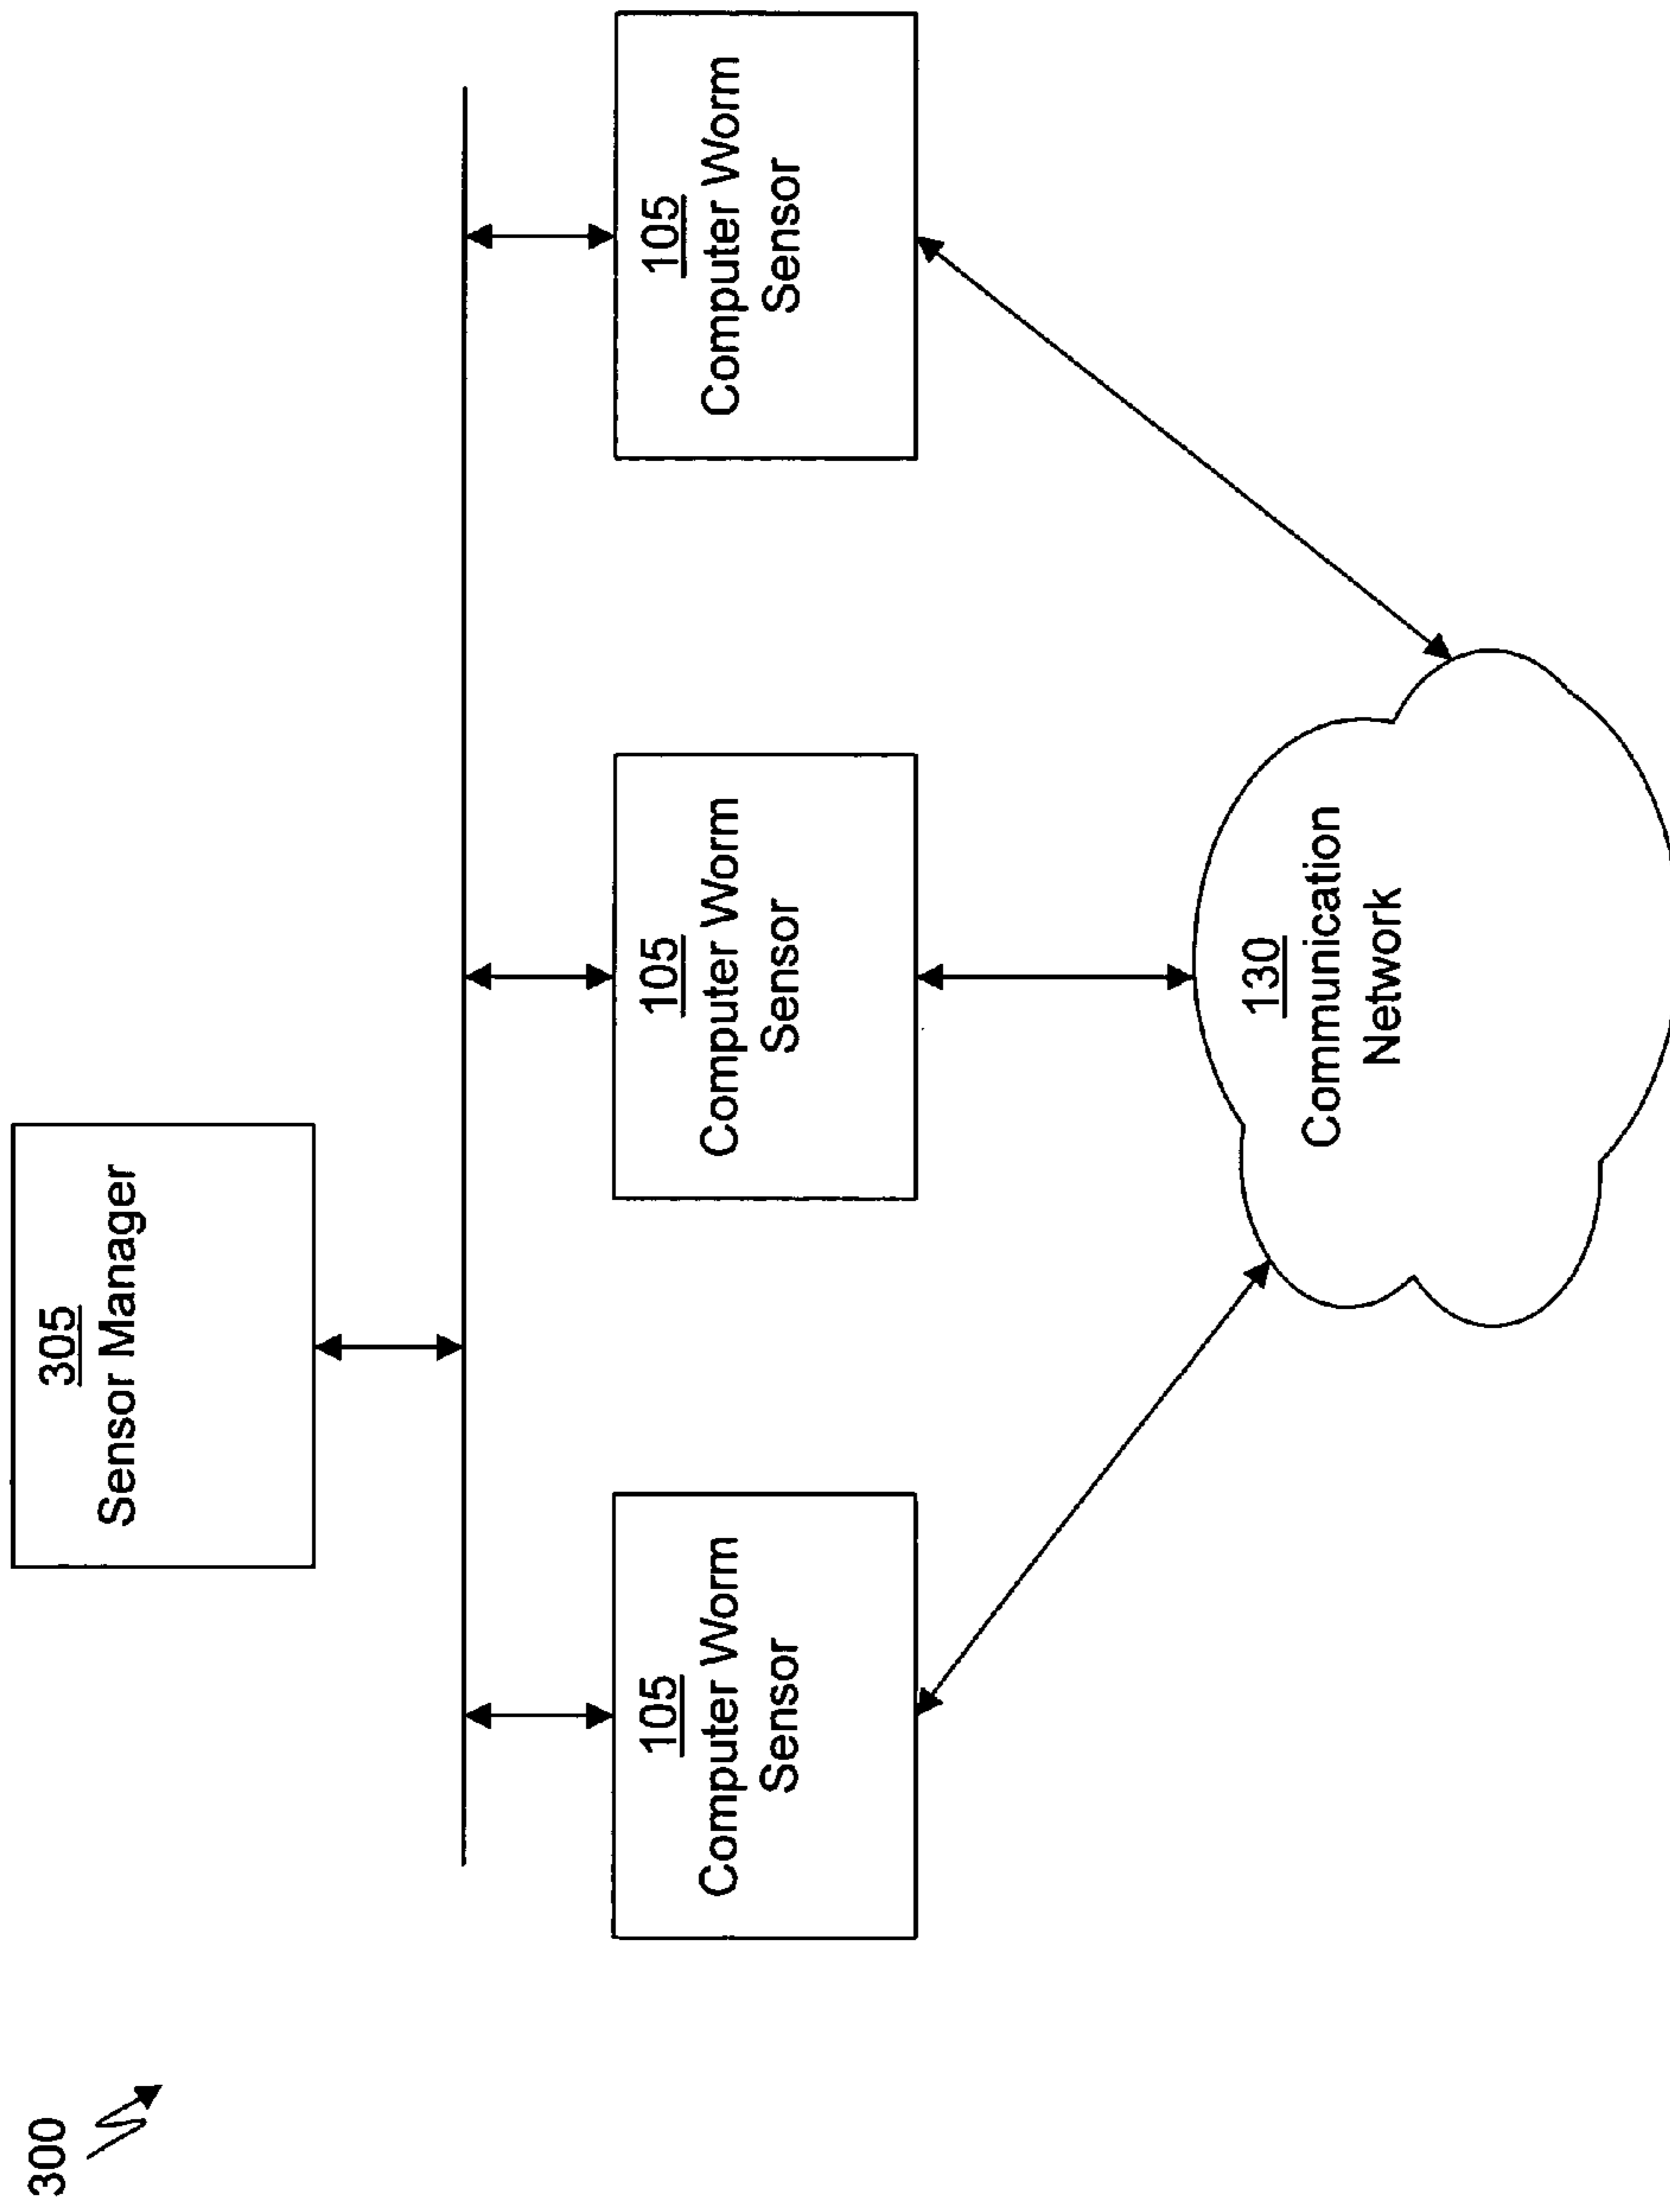 300
305
Sensor Manager
105
Computer Worm
Sensor
105
Computer Worm
Sensor
105
Computer Worm
Sensor
130
Communication
Network